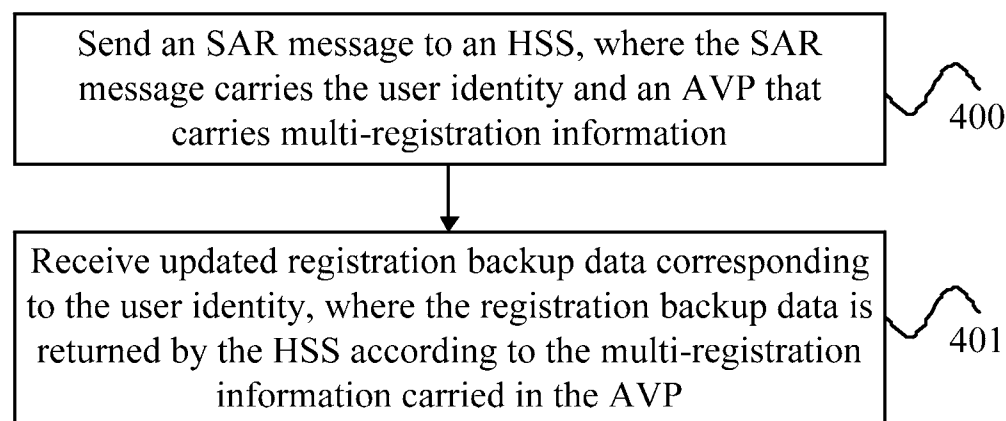 Send an SAR message to an HSS, where the SAR
message carries the user identity and an AVP that
carries multi-registration information
400
Receive updated registration backup data corresponding
to the user identity, where the registration backup data is
returned by the HSS according to the multi-registration
information carried in the AVP
401